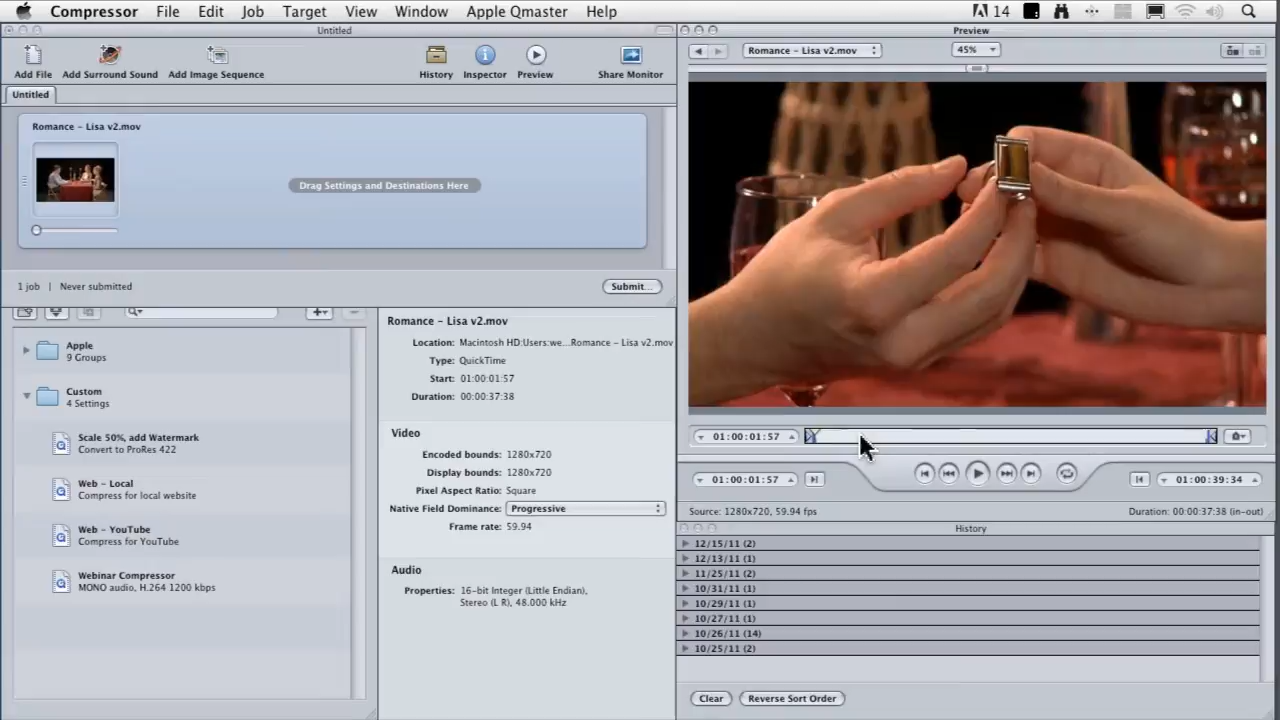 Compressor File Edit Job Target View Window Apple Qmaster Help 14
Untitled
Add File Add Surround Sound Add Image Sequence History Inspector Preview Share Monitor
Untitled
Romance – Lisa v2.mov
Drag Settings and Destinations Here
1 job | Never submitted Submit...
Apple
9 Groups
Custom
4 Settings
Scale 50%, add Watermark
Convert to ProRes 422
Web – Local
Compress for local website
Web – YouTube
Compress for YouTube
Webinar Compressor
MONO audio, H.264 1200 kbps
Romance – Lisa v2.mov
Location: Macintosh HD:Users:we...Romance – Lisa v2.mov
Type: QuickTime
Start: 01:00:01:57
Duration: 00:00:37:38
Video
Encoded bounds: 1280x720
Display bounds: 1280x720
Pixel Aspect Ratio: Square
Native Field Dominance: Progressive
Frame rate: 59.94
Audio
Properties: 16-bit Integer (Little Endian),
Stereo (L R), 48.000 kHz
Preview
Romance – Lisa v2.mov 45%
01:00:01:57
01:00:01:57 01:00:39:34
Source: 1280x720, 59.94 fps Duration: 00:00:37:38 (in-out)
History
12/15/11 (2)
12/13/11 (1)
11/25/11 (2)
10/31/11 (1)
10/29/11 (1)
10/27/11 (1)
10/26/11 (14)
10/25/11 (2)
Clear Reverse Sort Order